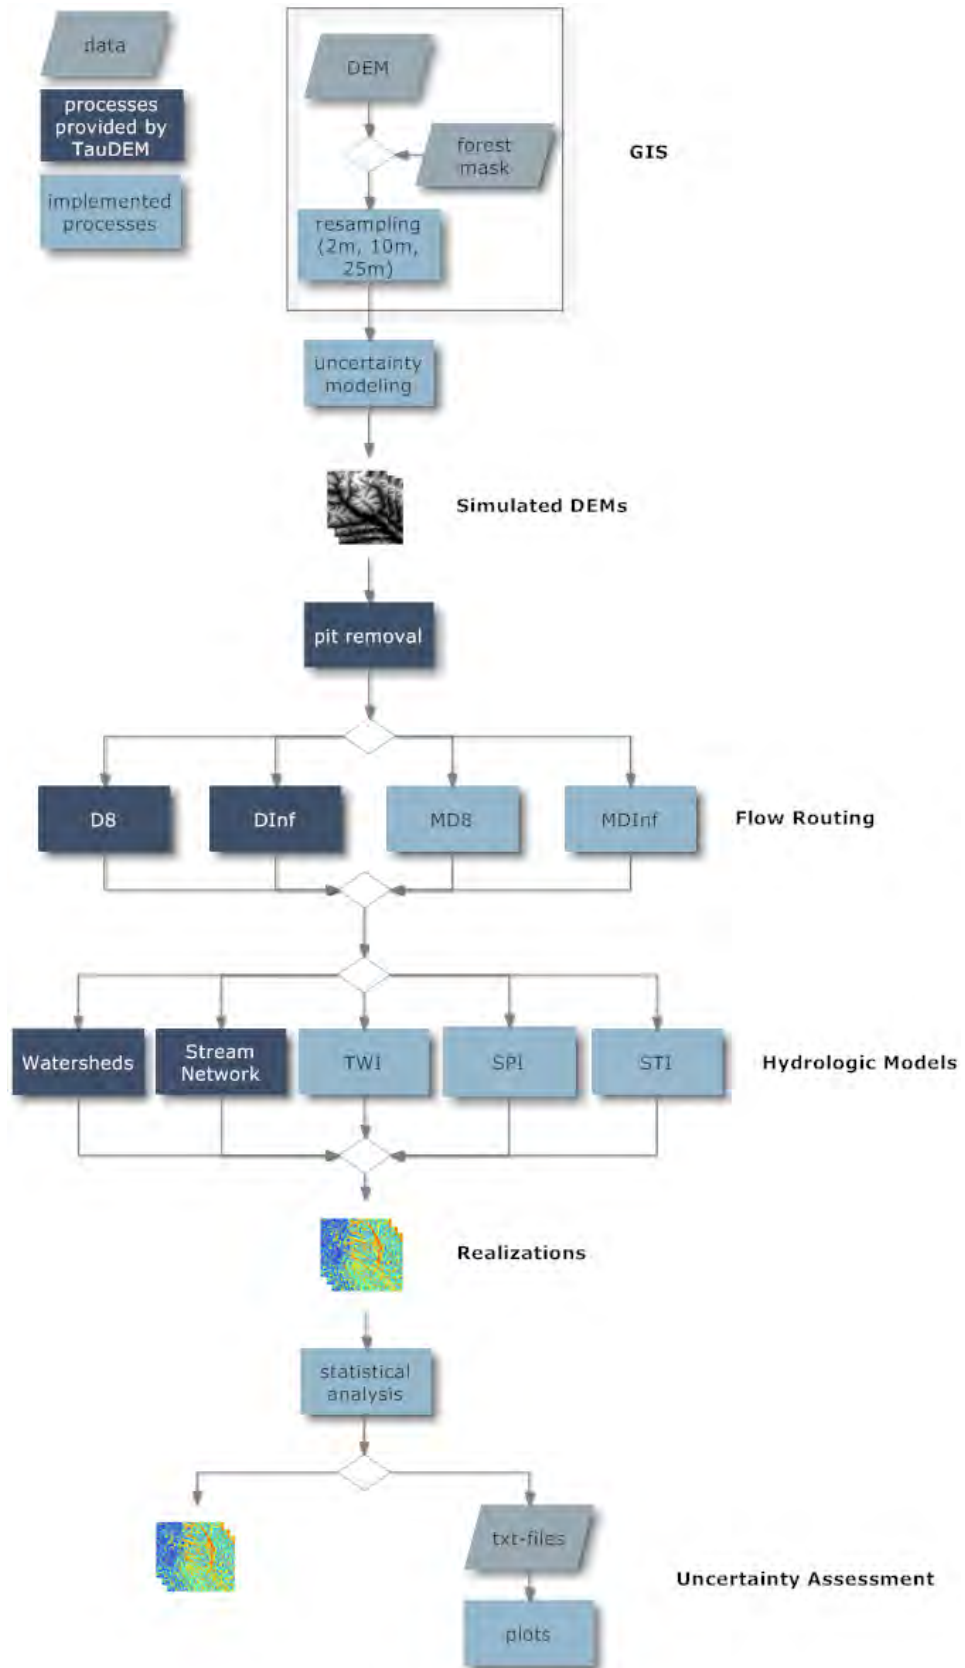 data
processes
provided by
TauDEM
implemented
processes
DEM
forest
mask
resampling
(2m, 10m,
25m)
GIS
uncertainty
modeling
Simulated DEMs
pit removal
D8
DInf
MD8
MDInf
Flow Routing
Watersheds
Stream
Network
TWI
SPI
STI
Hydrologic Models
Realizations
statistical
analysis
txt-files
Uncertainty Assessment
plots